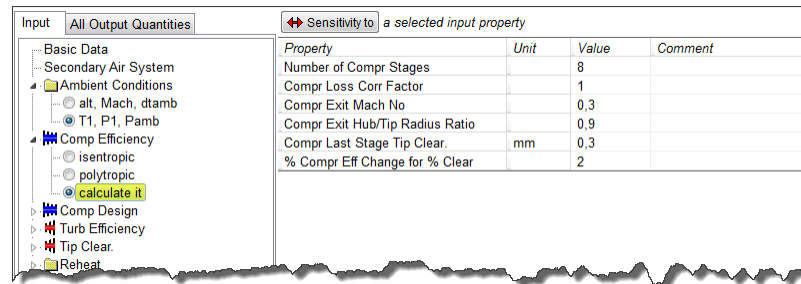 Input All Output Quantities
Sensitivity to a selected input property
Basic Data
Secondary Air System
Ambient Conditions
alt, Mach, dtamb
T1, P1, Pamb
Comp Efficiency
isentropic
polytropic
calculate it
Comp Design
Turb Efficiency
Tip Clear.
Reheat
Property Unit Value Comment
Number of Compr Stages 8
Compr Loss Corr Factor 1
Compr Exit Mach No 0,3
Compr Exit Hub/Tip Radius Ratio 0,9
Compr Last Stage Tip Clear. mm 0,3
% Compr Eff Change for % Clear 2